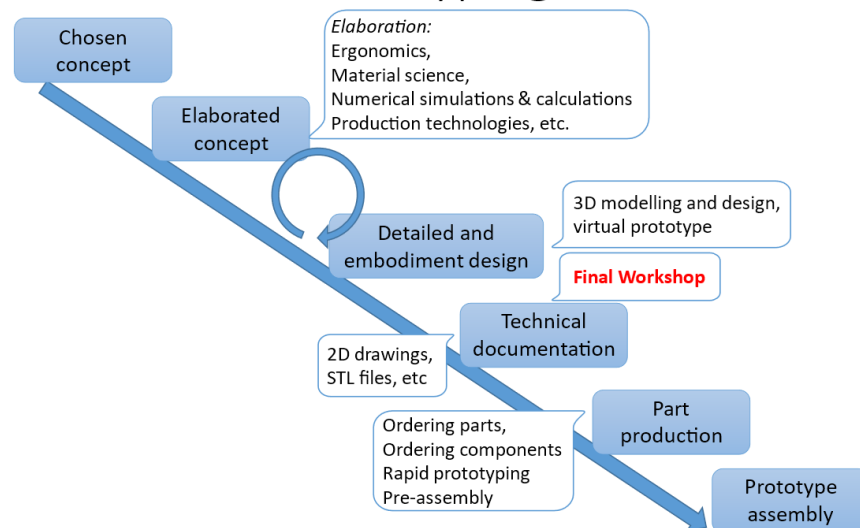 Chosen
concept
Elaboration:
Ergonomics,
Material science,
Numerical simulations & calculations
Production technologies, etc.
Elaborated
concept
3D modelling and design,
virtual prototype
Detailed and
embodiment design
Final Workshop
Technical
documentation
2D drawings,
STL files, etc
Part
production
Ordering parts,
Ordering components
Rapid prototyping
Pre-assembly
Prototype
assembly